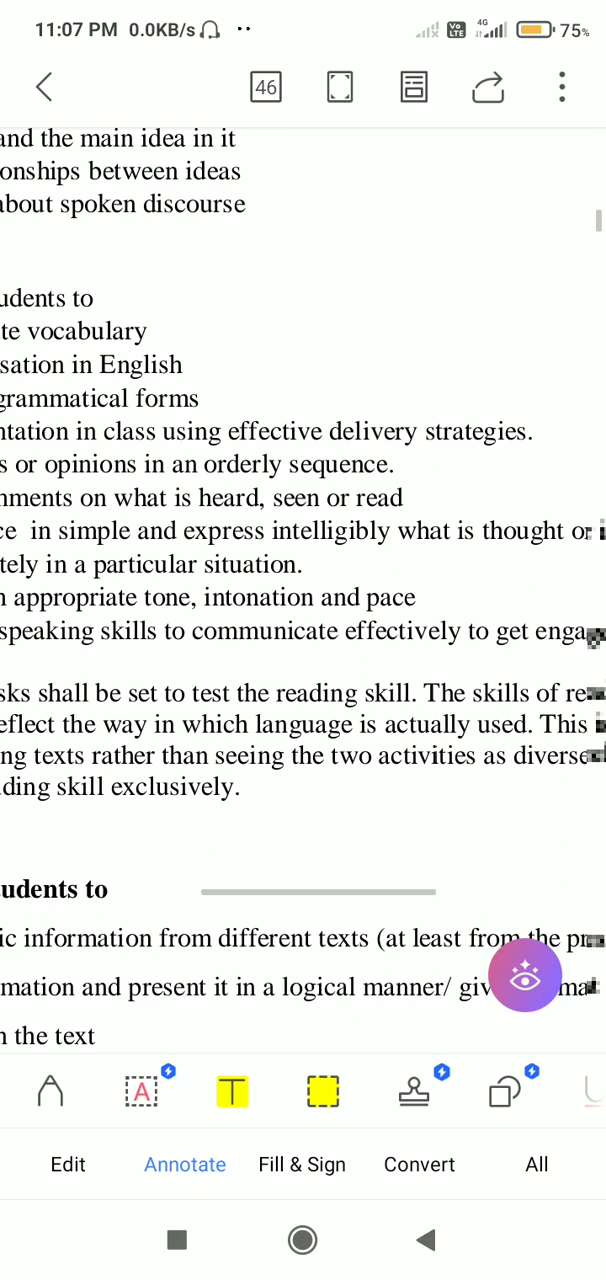 11:07 PM 0.0KB/s
Vo LTE 4G 75%
46
and the main idea in it
onships between ideas
about spoken discourse
udents to
te vocabulary
sation in English
grammatical forms
ntation in class using effective delivery strategies.
s or opinions in an orderly sequence.
nments on what is heard, seen or read
ce in simple and express intelligibly what is thought or
tely in a particular situation.
n appropriate tone, intonation and pace
speaking skills to communicate effectively to get enga
sks shall be set to test the reading skill. The skills of re
eflect the way in which language is actually used. This
ng texts rather than seeing the two activities as diverse
ding skill exclusively.
udents to
ic information from different texts (at least from the pr
mation and present it in a logical manner/ giv mat
n the text
A T
Edit Annotate Fill & Sign Convert All